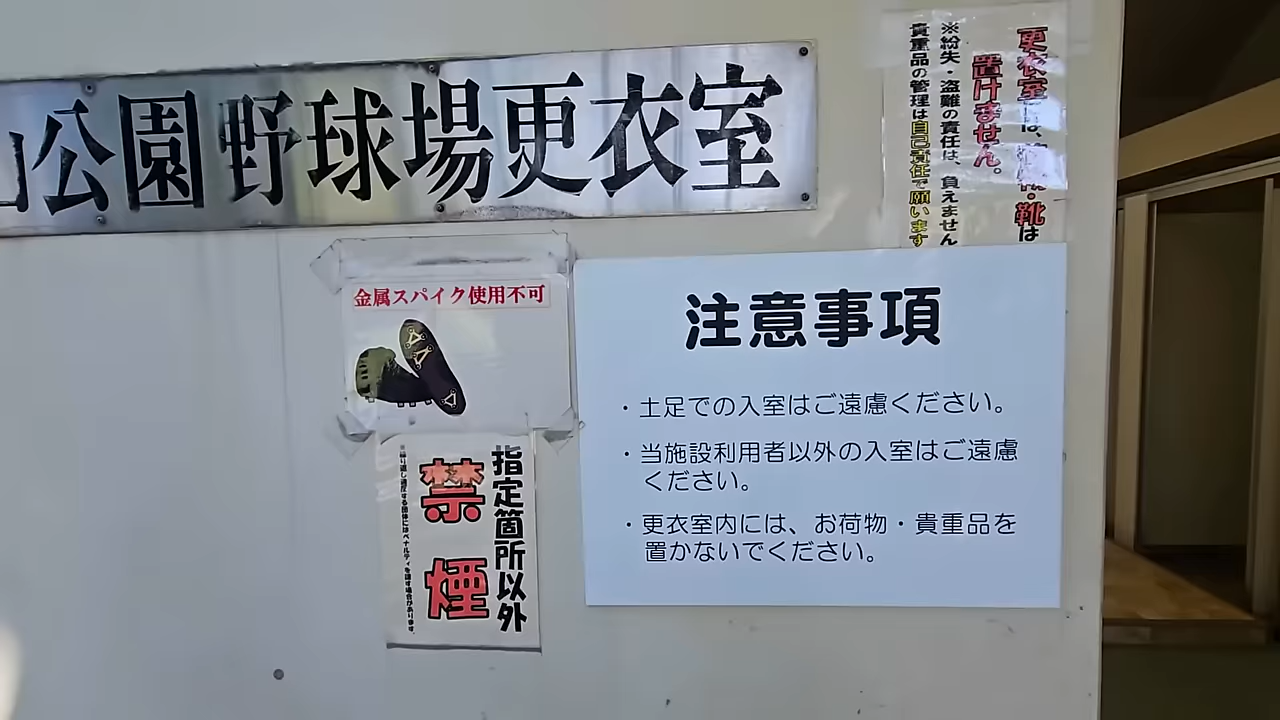 山公園野球場更衣室
更衣室には、荷物・靴は
置けません。
※紛失・盗難の責任は、負えません
貴重品の管理は自己責任で願います
金属スパイク使用不可
指定箇所以外
禁煙
注意事項
・土足での入室はご遠慮ください。
・当施設利用者以外の入室はご遠慮
ください。
・更衣室内には、お荷物・貴重品を
置かないでください。